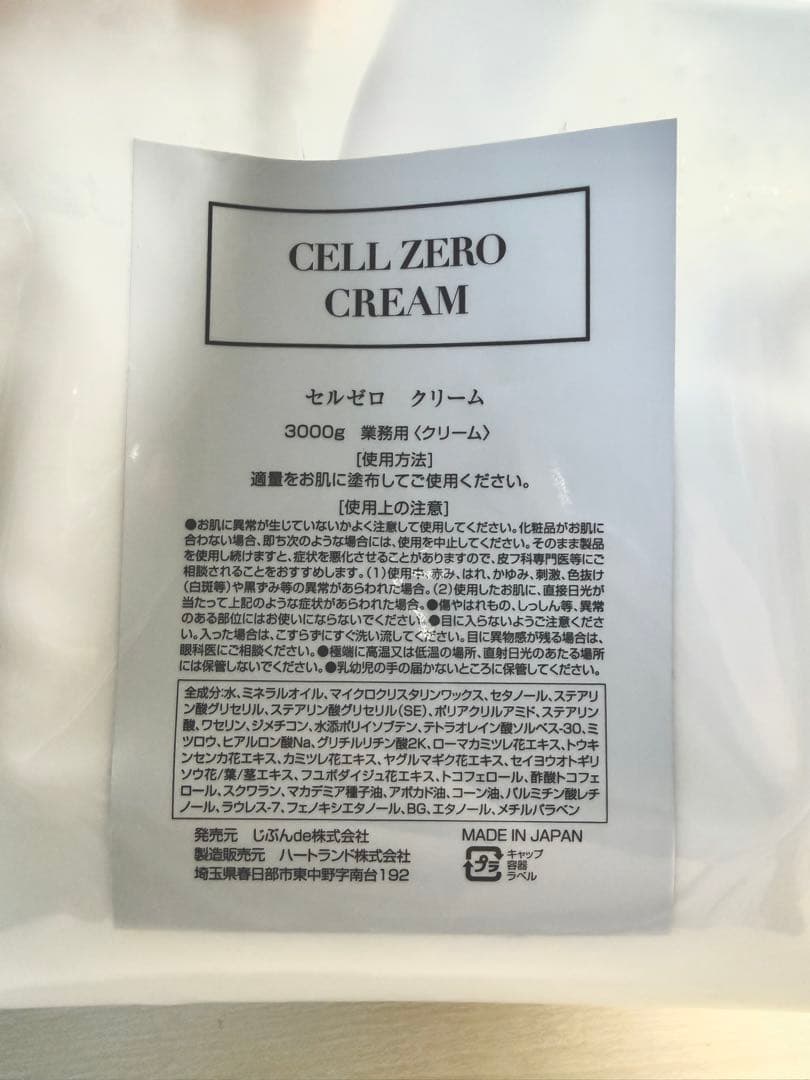 CELL ZERO
CREAM
セルゼロ　クリーム
3000g　業務用〈クリーム〉
[使用方法]
適量をお肌に塗布してご使用ください。
[使用上の注意]
●お肌に異常が生じていないかよく注意して使用してください。化粧品がお肌に
合わない場合、即ち次のような場合には、使用を中止してください。そのまま製品
を使用し続けますと、症状を悪化させることがありますので、皮フ科専門医等にご
相談されることをおすすめします。(1)使用中、赤み、はれ、かゆみ、刺激、色抜け
(白斑等)や黒ずみ等の異常があらわれた場合。(2)使用したお肌に、直接日光が
当たって上記のような症状があらわれた場合。●傷やはれもの、しっしん等、異常
のある部位にはお使いにならないでください。●目に入らないようご注意くださ
い。入った場合は、こすらずにすぐ洗い流してください。目に異物感が残る場合は、
眼科医にご相談ください。●極端に高温又は低温の場所、直射日光のあたる場所
には保管しないでください。●乳幼児の手の届かないところに保管してください。
全成分:水、ミネラルオイル、マイクロクリスタリンワックス、セタノール、ステアリ
ン酸グリセリル、ステアリン酸グリセリル(SE)、ポリアクリルアミド、ステアリン
酸、ワセリン、ジメチコン、水添ポリイソブテン、テトラオレイン酸ソルベス-30、ミ
ツロウ、ヒアルロン酸Na、グリチルリチン酸2K、ローマカミツレ花エキス、トウキ
ンセンカ花エキス、カミツレ花エキス、ヤグルマギク花エキス、セイヨウオトギリ
ソウ花/葉/茎エキス、フユボダイジュ花エキス、トコフェロール、酢酸トコフェ
ロール、スクワラン、マカデミア種子油、アボカド油、コーン油、パルミチン酸レチ
ノール、ラウレス-7、フェノキシエタノール、BG、エタノール、メチルパラベン
発売元　じぶんde株式会社
製造販売元　ハートランド株式会社
埼玉県春日部市東中野字南台192
MADE IN JAPAN
プラ
キャップ
容器
ラベル